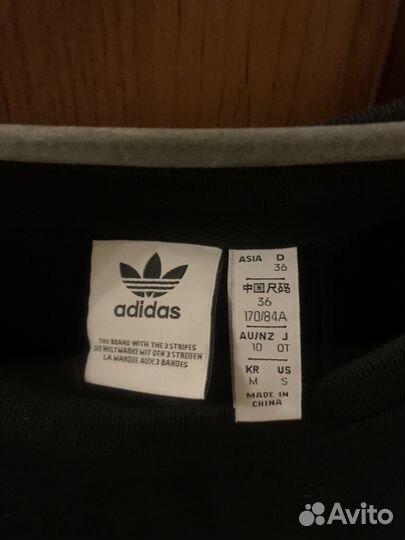 adidas
THE BRAND WITH THE 3 STRIPES
DIE WELTMARKE MIT DEN 3 STREIFEN
LA MARQUE AUX 3 BANDES
ASIA D
36
中国尺码
36
170/84A
AU/NZ J
10 OT
KR US
M S
MADE IN
CHINA
Avito